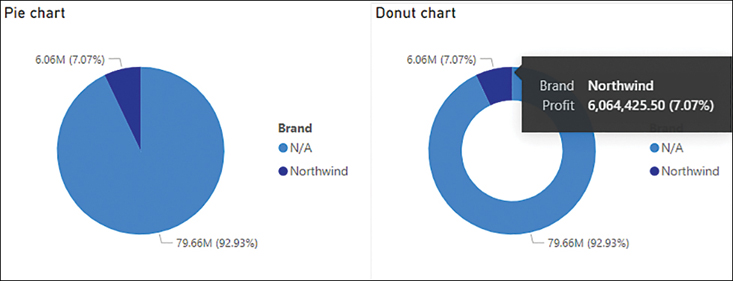 Pie chart
6.06M (7.07%)
Brand
N/A
Northwind
79.66M (92.93%)
Donut chart
6.06M (7.07%)
Brand Northwind
Profit 6,064,425.50 (7.07%)
N/A
Northwind
79.66M (92.93%)